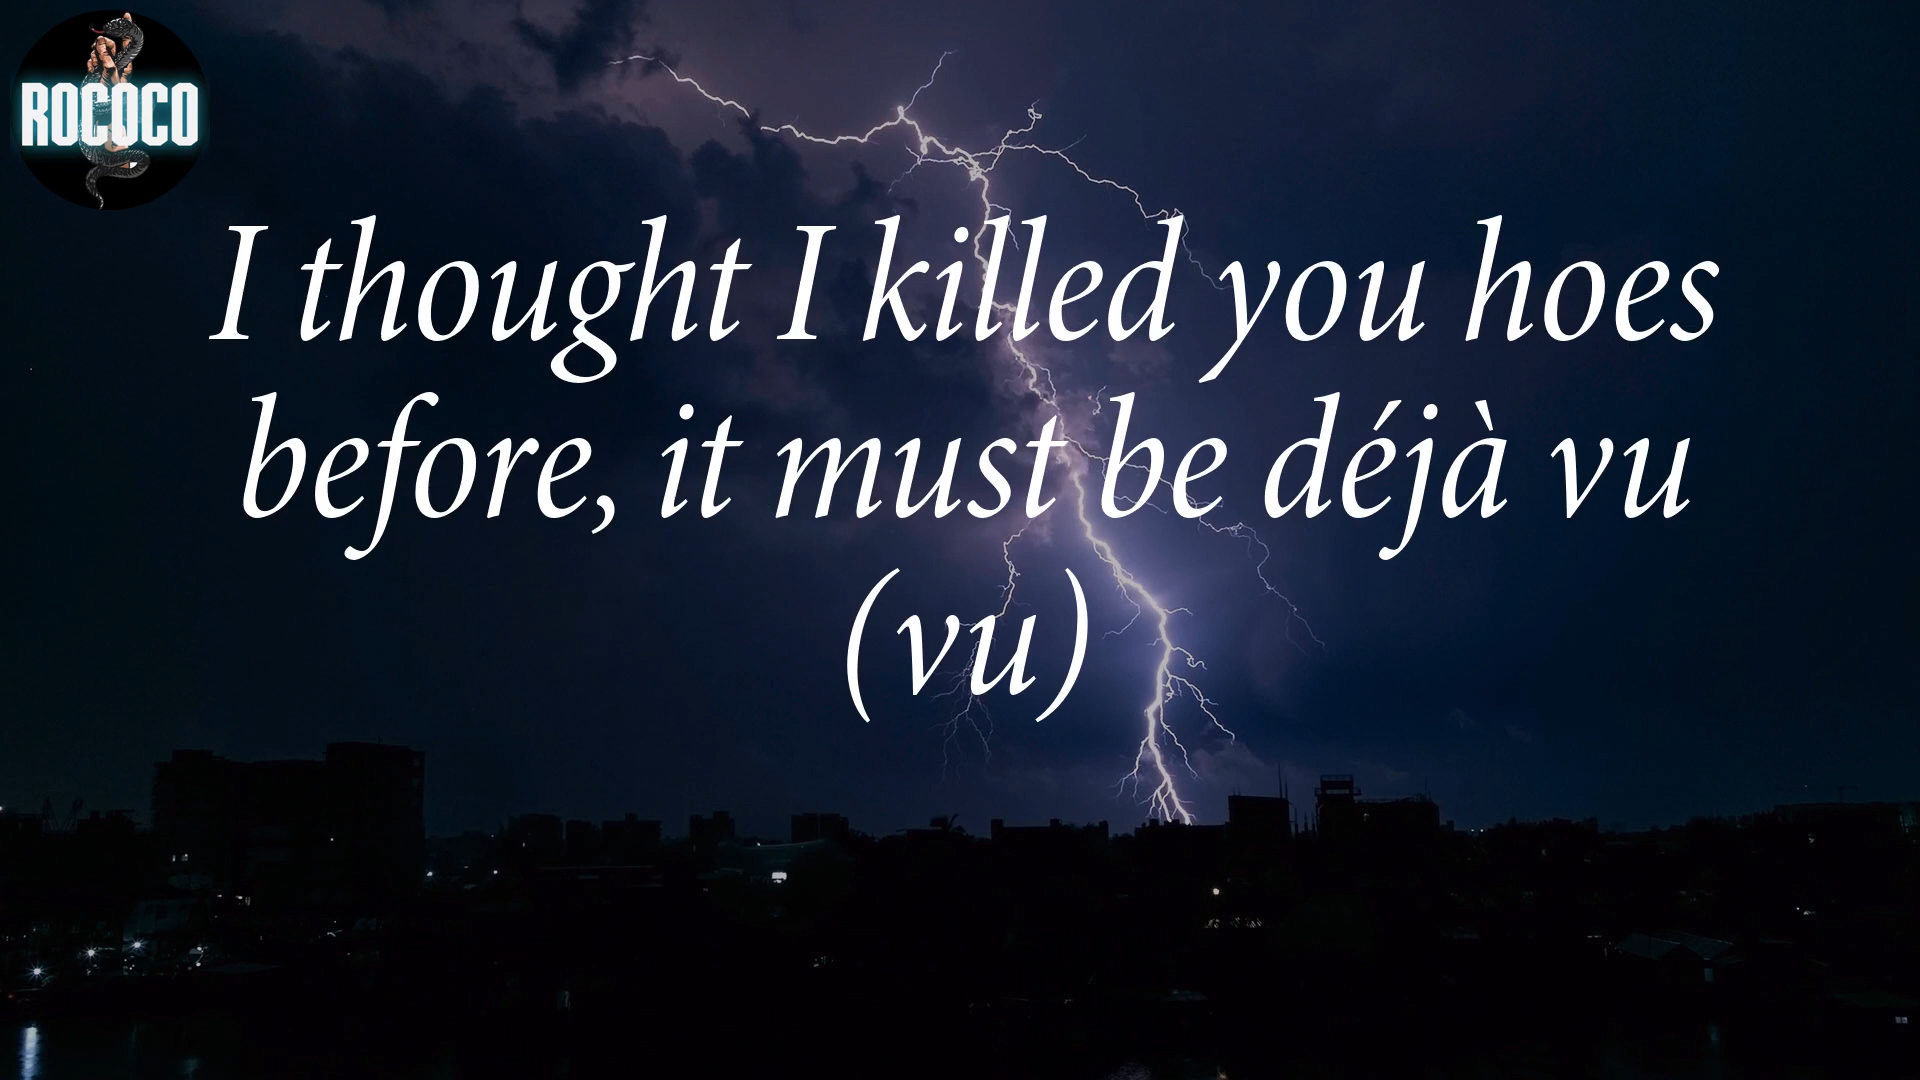 ROCOCO
I thought I killed you hoes
before, it must be déjà vu
(vu)